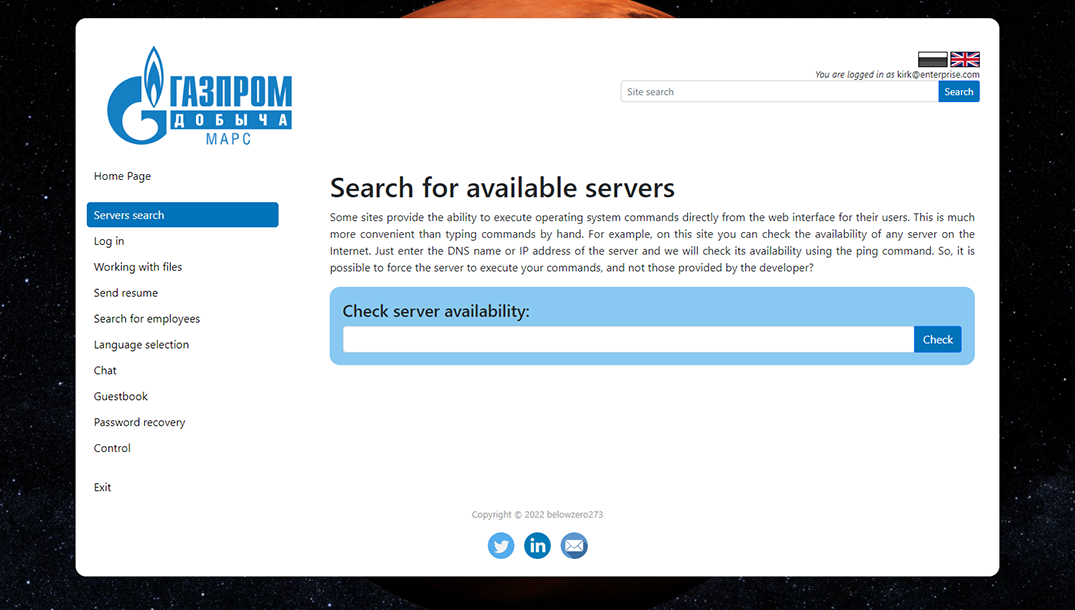 ГАЗПРОМ
ДОБЫЧА
МАРС
You are logged in as kirk@enterprise.com
Site search
Search
Home Page
Servers search
Log in
Working with files
Send resume
Search for employees
Language selection
Chat
Guestbook
Password recovery
Control
Exit
Search for available servers
Some sites provide the ability to execute operating system commands directly from the web interface for their users. This is much
more convenient than typing commands by hand. For example, on this site you can check the availability of any server on the
Internet. Just enter the DNS name or IP address of the server and we will check its availability using the ping command. So, it is
possible to force the server to execute your commands, and not those provided by the developer?
Check server availability:
Check
Copyright © 2022 belowzero273
in